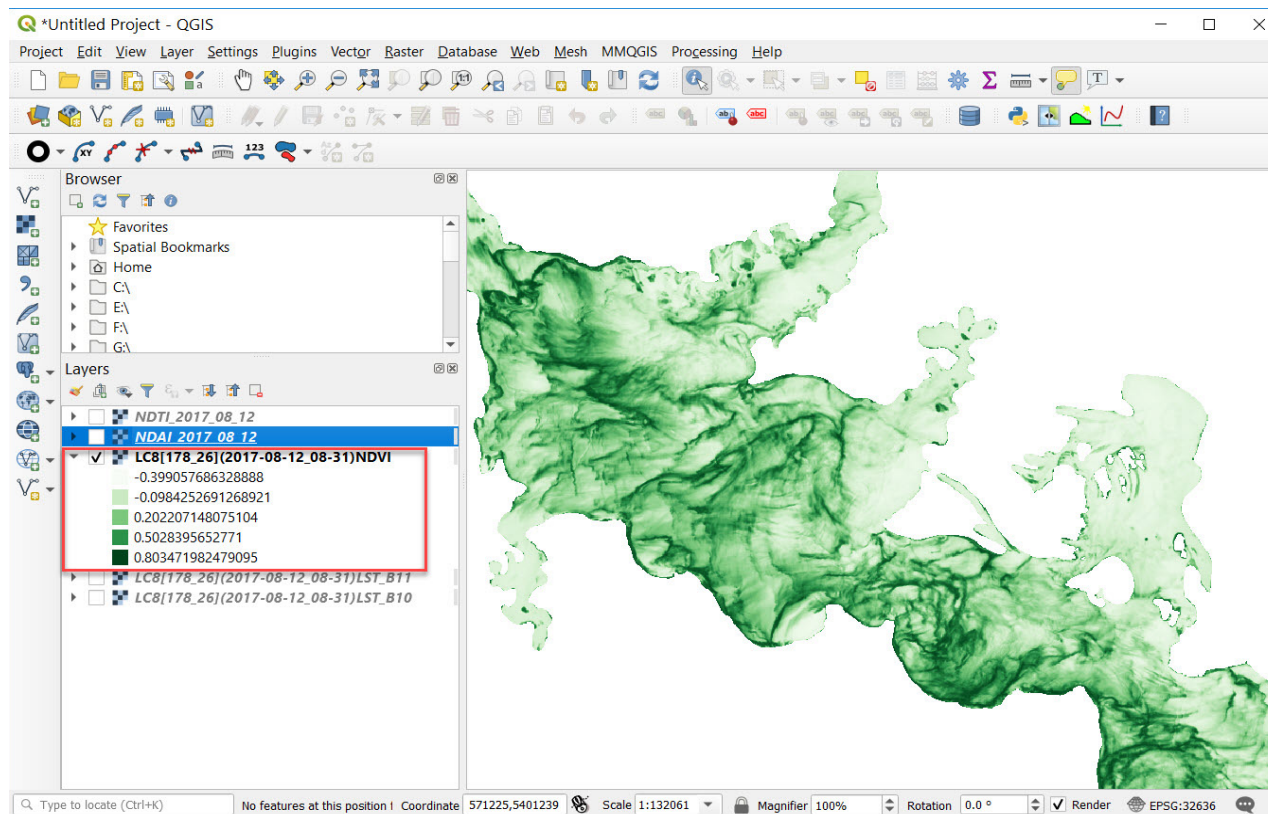 *Untitled Project - QGIS
Project Edit View Layer Settings Plugins Vector Raster Database Web Mesh MMQGIS Processing Help
Browser
Favorites
Spatial Bookmarks
Home
C:\
E:\
F:\
G:\
Layers
NDTI_2017_08_12
NDAI_2017_08_12
LC8[178_26](2017-08-12_08-31)NDVI
-0.399057686328888
-0.0984252691268921
0.202207148075104
0.5028395652771
0.803471982479095
LC8[178_26](2017-08-12_08-31)LST_B11
LC8[178_26](2017-08-12_08-31)LST_B10
Type to locate (Ctrl+K) No features at this position f Coordinate 571225,5401239 Scale 1:132061 Magnifier 100% Rotation 0.0 ° Render EPSG:32636